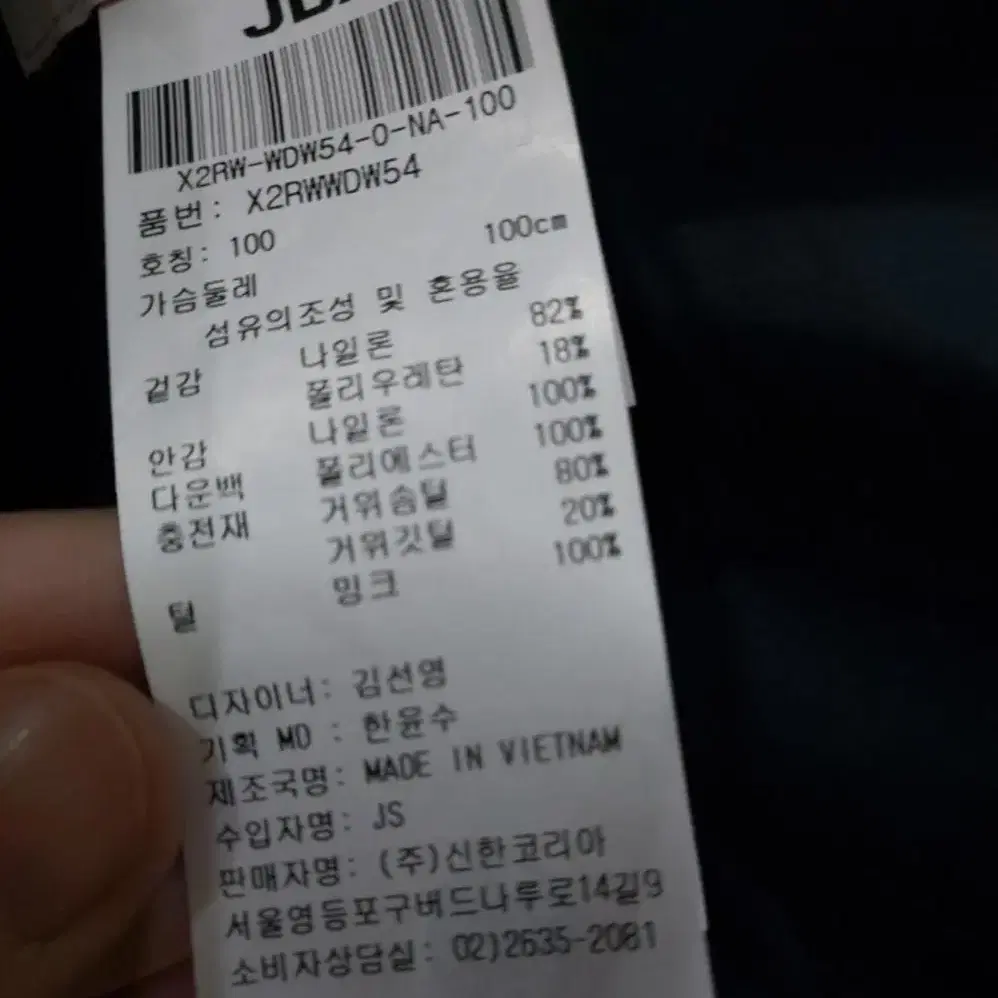 X2RW-WDW54-0-NA-100
품번: X2RWWDW54
호칭: 100
가슴둘레 100cm
섬유의조성 및 혼용율
겉감 나일론 82%
폴리우레탄 18%
안감 나일론 100%
다운백 폴리에스터 100%
충전재 거위솜털 80%
거위깃털 20%
털 밍크 100%
디자이너: 김선영
기획 MD : 한윤수
제조국명: MADE IN VIETNAM
수입자명: JS
판매자명: (주)신한코리아
서울영등포구버드나루로14길9
소비자상담실: 02)2635-2081